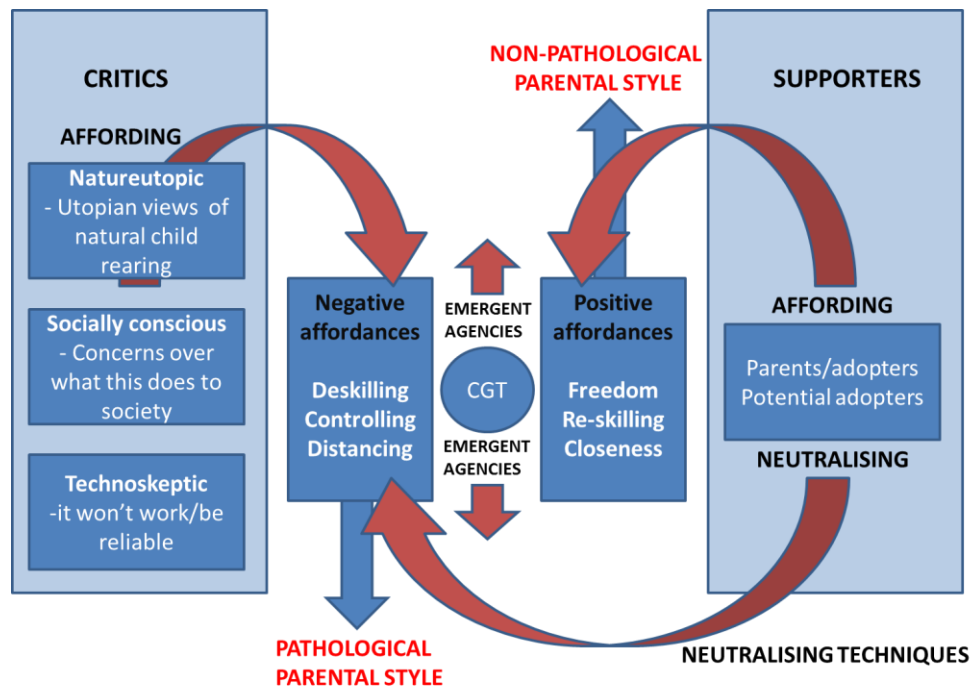 CRITICS
AFFORDING
Natureutopic
- Utopian views of
natural child
rearing
Socially conscious
- Concerns over
what this does to
society
Technoskeptic
-it won't work/be
reliable
Negative
affordances
Deskilling
Controlling
Distancing
PATHOLOGICAL
PARENTAL STYLE
EMERGENT
AGENCIES
CGT
EMERGENT
AGENCIES
NON-PATHOLOGICAL
PARENTAL STYLE
Positive
affordances
Freedom
Re-skilling
Closeness
SUPPORTERS
AFFORDING
Parents/adopters
Potential adopters
NEUTRALISING
NEUTRALISING TECHNIQUES